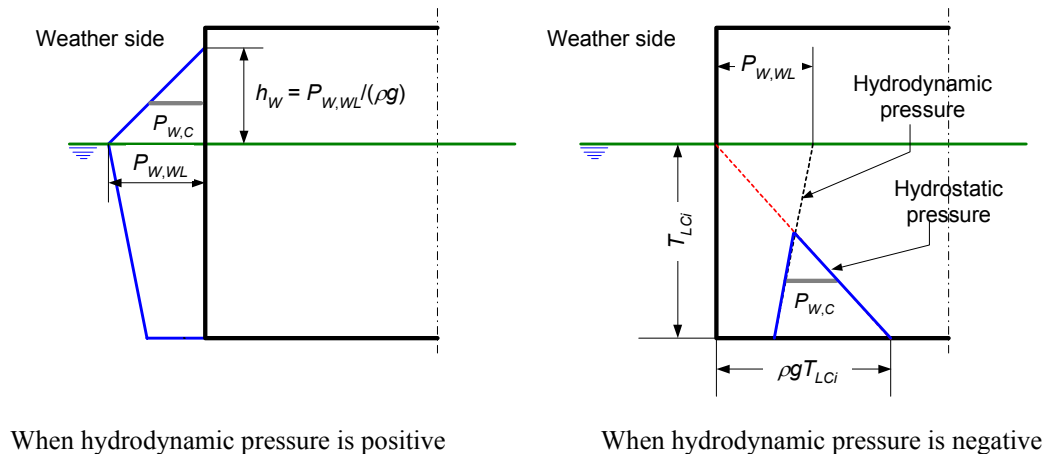 Weather side
h_W = P_W,WL/(ρg)
P_W,C
P_W,WL
When hydrodynamic pressure is positive
Weather side
P_W,WL
Hydrodynamic
pressure
Hydrostatic
pressure
T_LCi
P_W,C
ρgT_LCi
When hydrodynamic pressure is negative